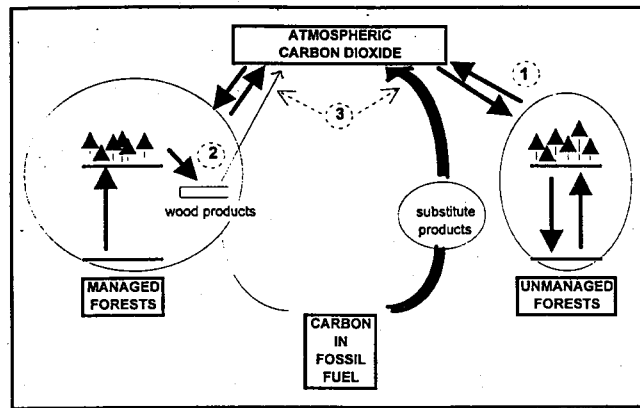 ATMOSPHERIC
CARBON DIOXIDE
1
2
3
wood products
substitute
products
MANAGED
FORESTS
UNMANAGED
FORESTS
CARBON
IN
FOSSIL
FUEL